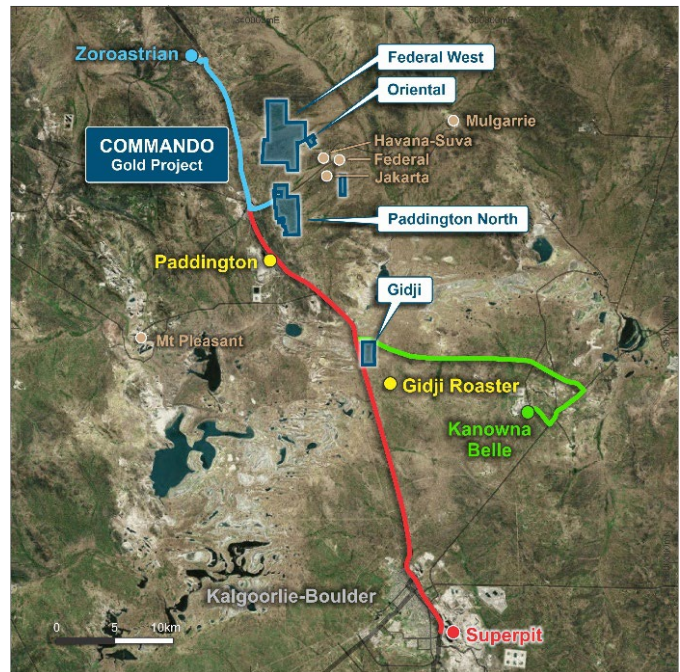 Zoroastrian
Federal West
Oriental
Mulgarrie
COMMANDO
Gold Project
Havana-Suva
Federal
Jakarta
Paddington North
Paddington
Gidji
Mt Pleasant
Gidji Roaster
Kanowna
Belle
Kalgoorlie-Boulder
0 5 10km
Superpit